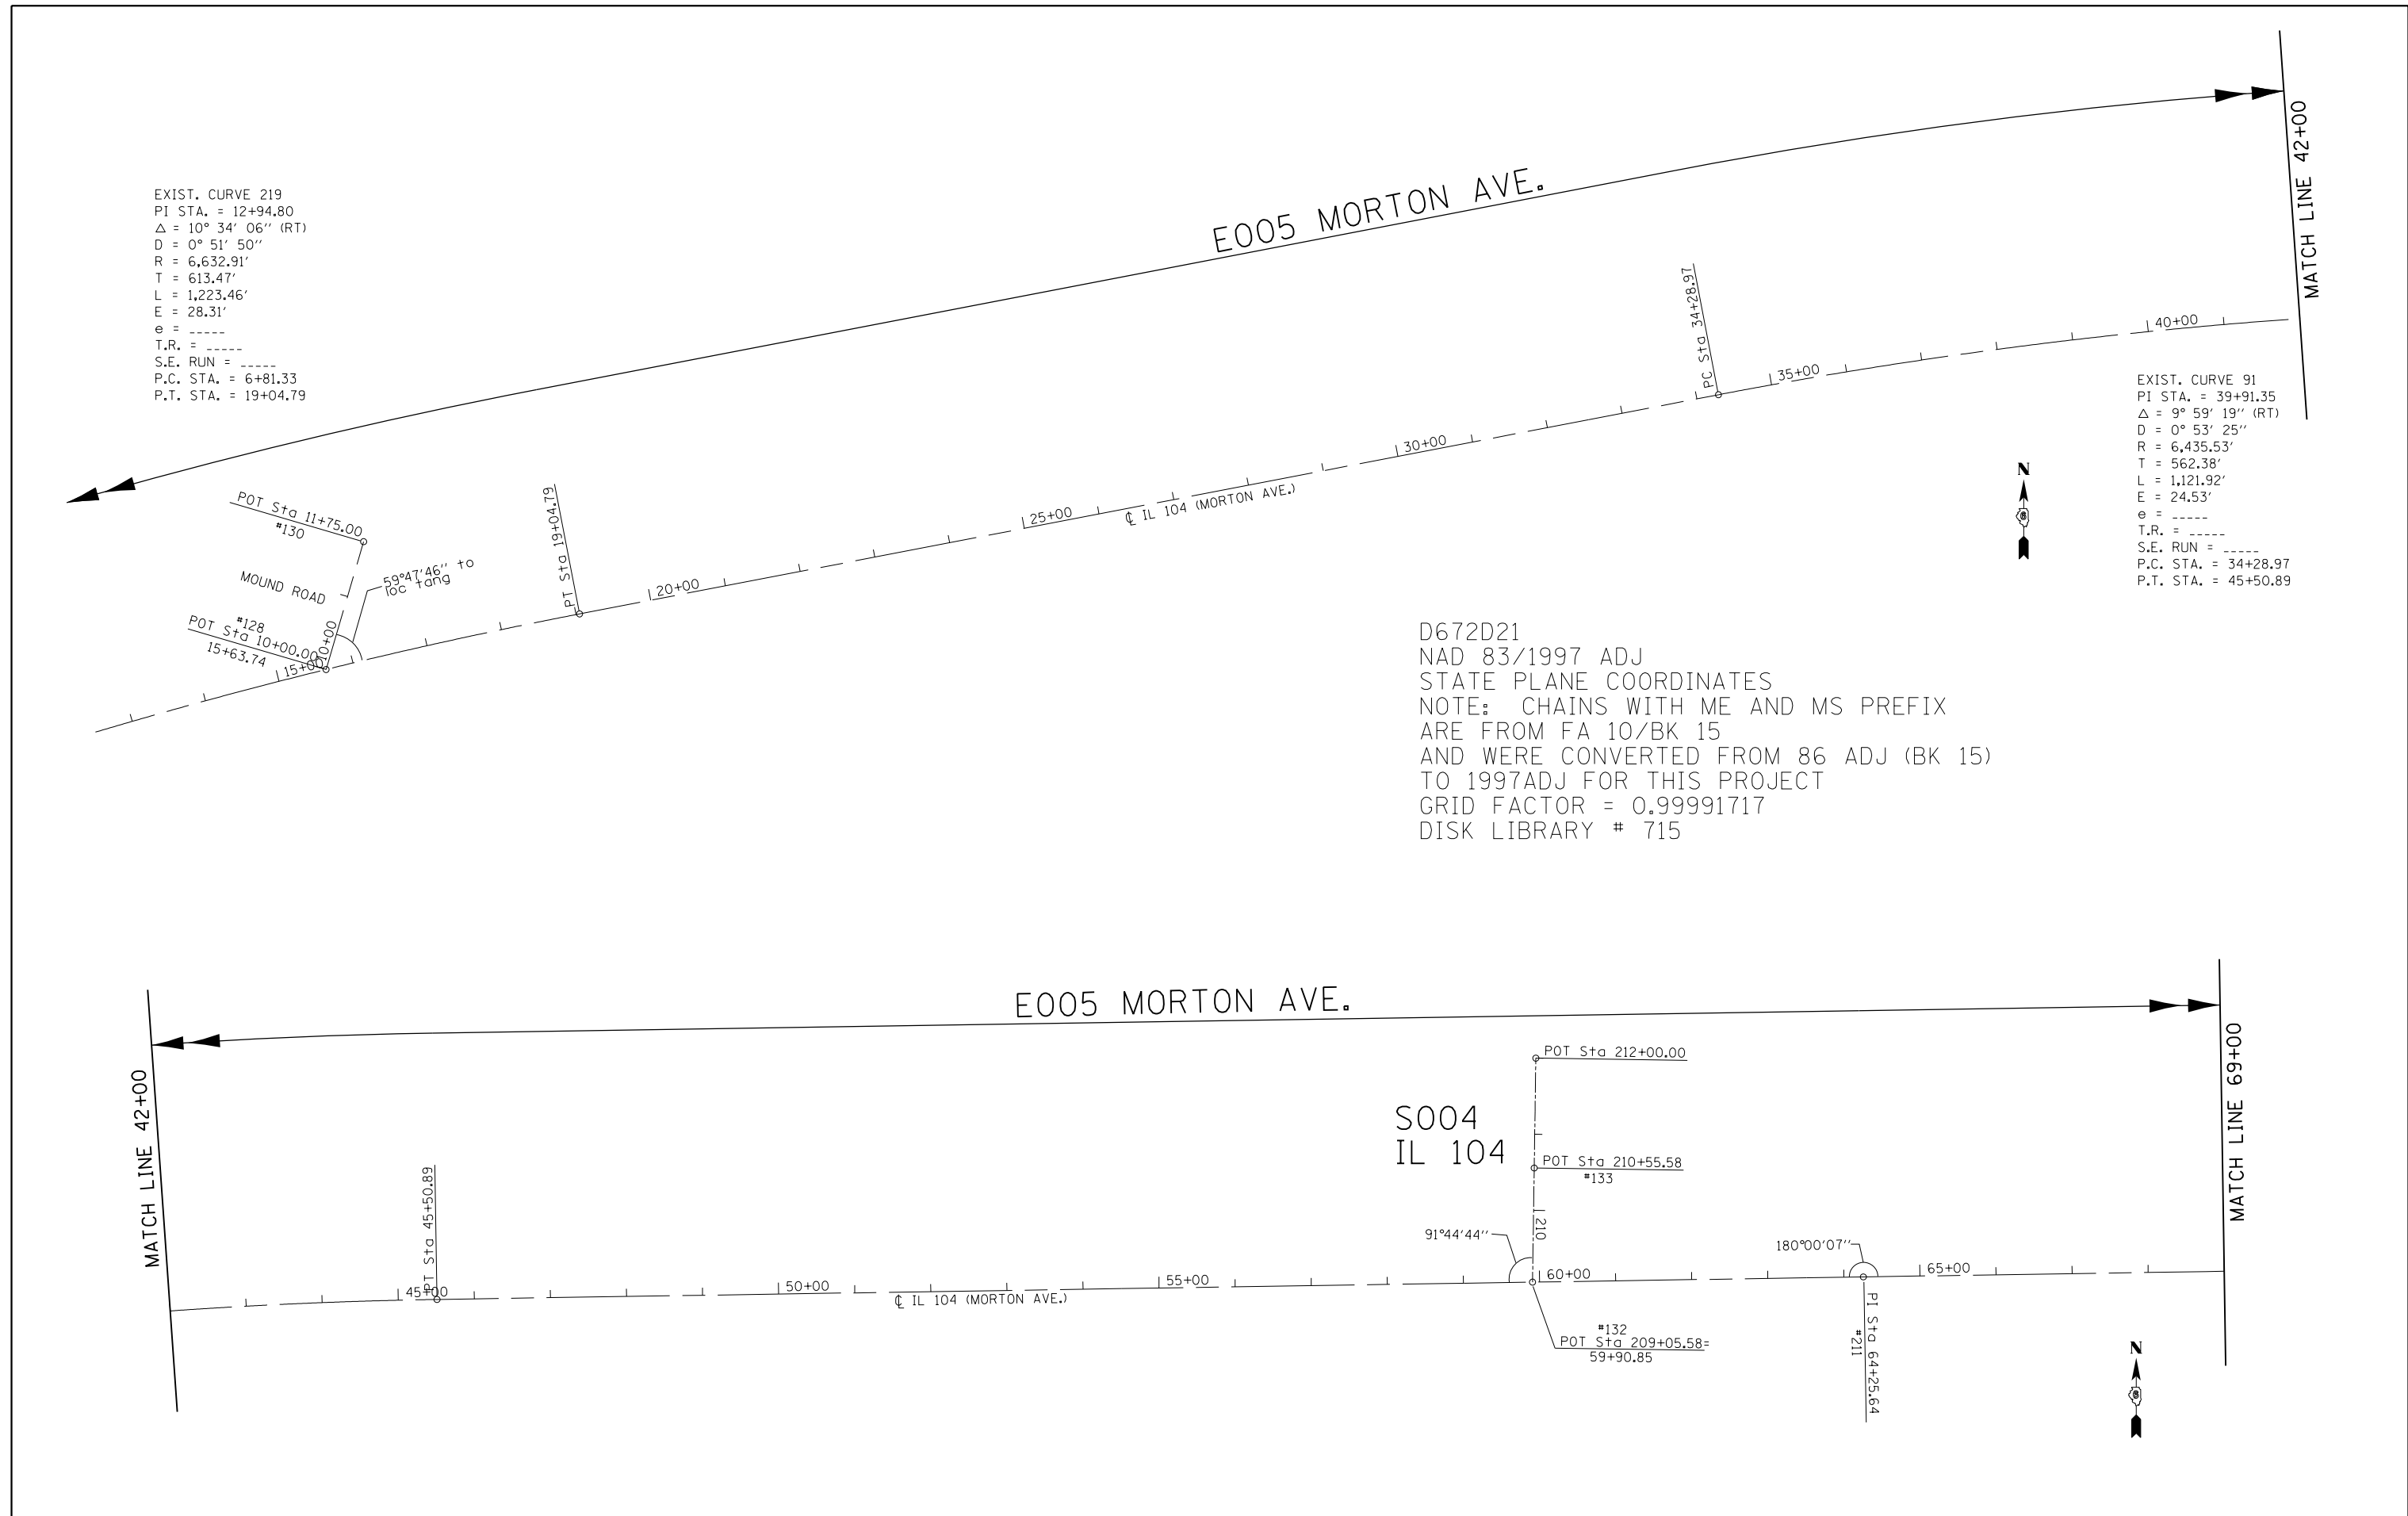 E005 MORTON AVE.
MATCH LINE 42+00
EXIST. CURVE 219
PI STA. = 12+94.80
Δ = 10° 34' 06'' (RT)
D = 0° 51' 50''
R = 6,632.91'
T = 613.47'
L = 1,223.46'
E = 28.31'
e = -----
T.R. = -----
S.E. RUN = -----
P.C. STA. = 6+81.33
P.T. STA. = 19+04.79
POT Sta 11+75.00
#130
MOUND ROAD
59°47'46'' to
loc tang
#128
POT Sta 10+00.00
15+63.74
10+00
15+00
PT Sta 19+04.79
20+00
25+00
℄ IL 104 (MORTON AVE.)
30+00
PC Sta 34+28.97
35+00
40+00
EXIST. CURVE 91
PI STA. = 39+91.35
Δ = 9° 59' 19'' (RT)
D = 0° 53' 25''
R = 6,435.53'
T = 562.38'
L = 1,121.92'
E = 24.53'
e = -----
T.R. = -----
S.E. RUN = -----
P.C. STA. = 34+28.97
P.T. STA. = 45+50.89
N
D672D21
NAD 83/1997 ADJ
STATE PLANE COORDINATES
NOTE: CHAINS WITH ME AND MS PREFIX
ARE FROM FA 10/BK 15
AND WERE CONVERTED FROM 86 ADJ (BK 15)
TO 1997ADJ FOR THIS PROJECT
GRID FACTOR = 0.99991717
DISK LIBRARY # 715
E005 MORTON AVE.
MATCH LINE 42+00
MATCH LINE 69+00
POT Sta 212+00.00
S004
IL 104
POT Sta 210+55.58
#133
210
91°44'44''
180°00'07''
PT Sta 45+50.89
45+00
50+00
℄ IL 104 (MORTON AVE.)
55+00
60+00
65+00
#132
POT Sta 209+05.58=
59+90.85
PI Sta 64+25.64
#211
N